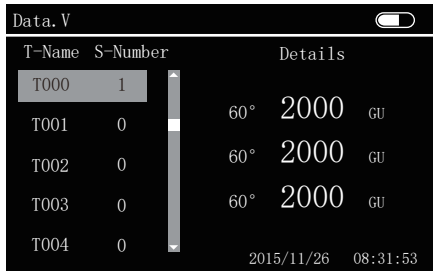 Data.V
T-Name S-Number
T000 1
T001 0
T002 0
T003 0
T004 0
Details
60° 2000 GU
60° 2000 GU
60° 2000 GU
2015/11/26 08:31:53